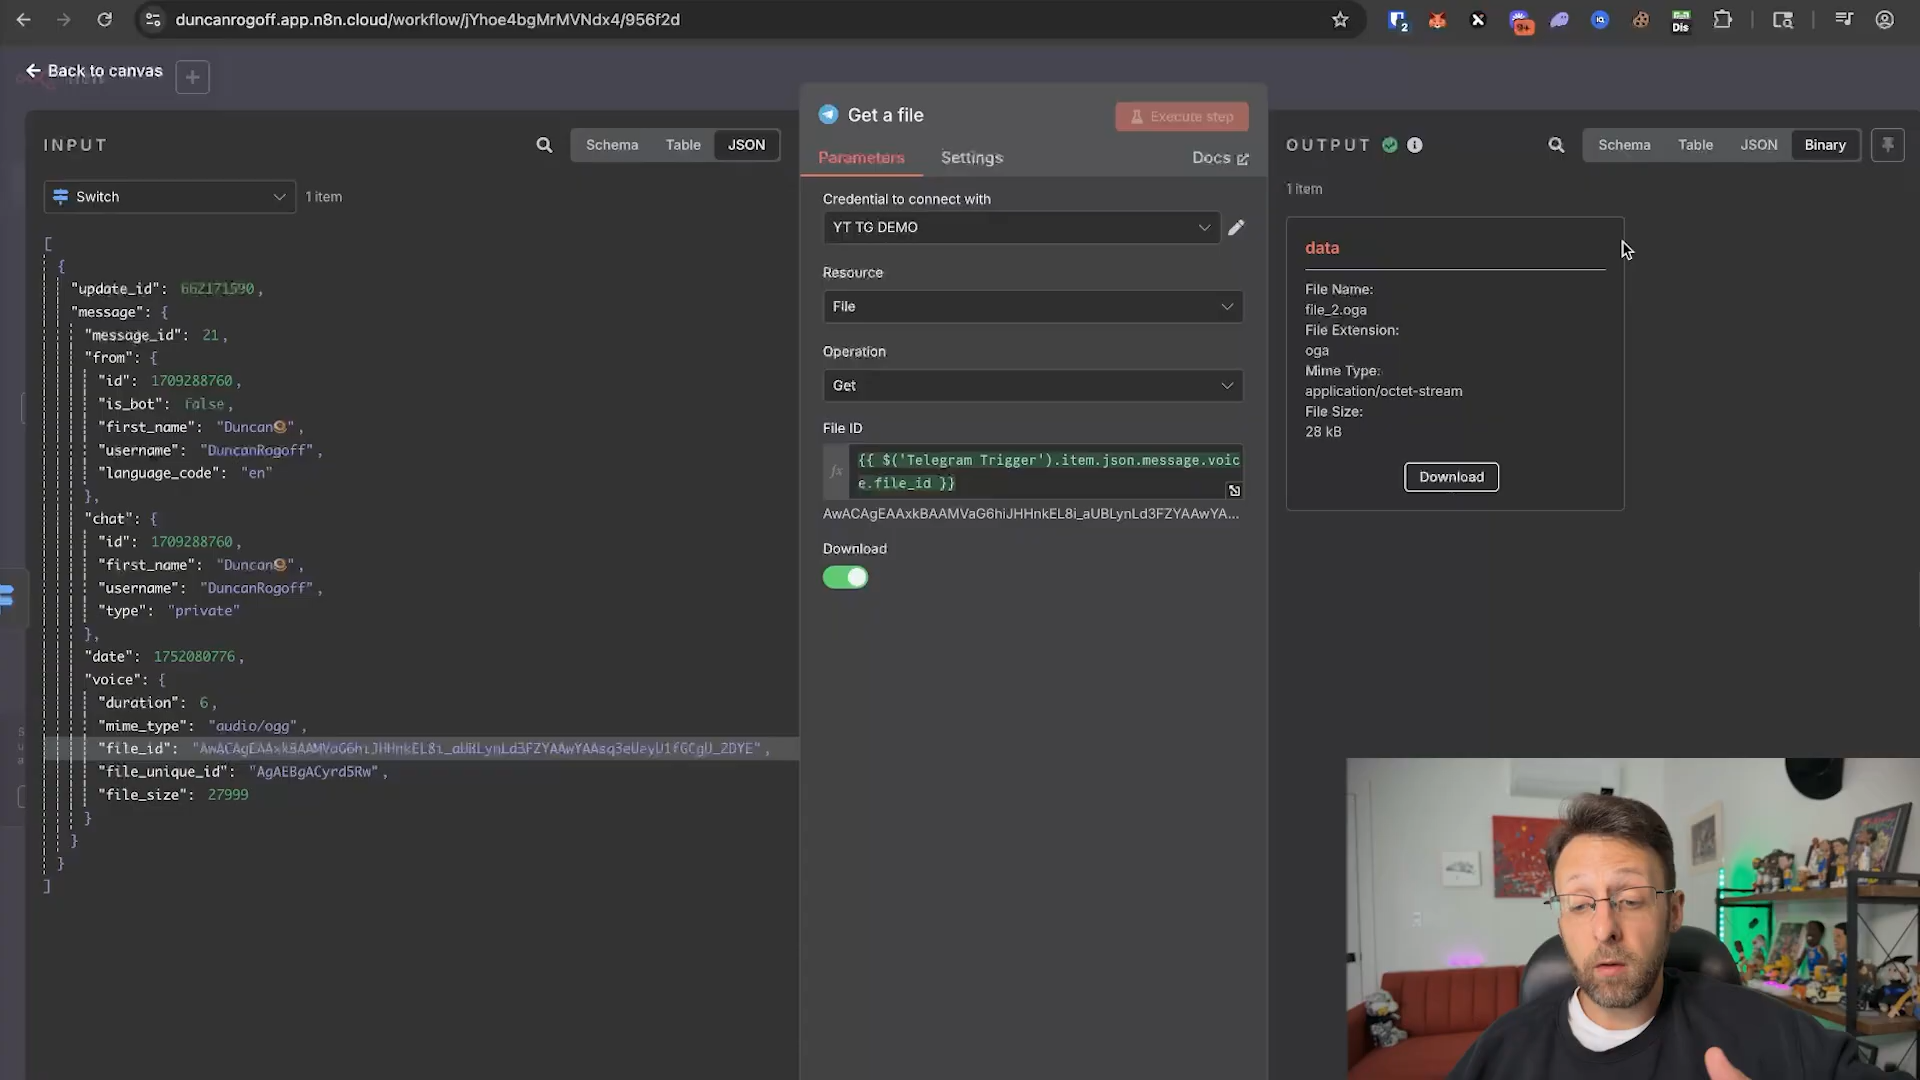 duncanrogoff.app.n8n.cloud/workflow/jYhoe4bgMrMVNdx4/956f2d
2
9+
Dis
Back to canvas
INPUT
Schema
Table
JSON
Switch
1 item
[
{
"update_id": 662171590,
"message": {
"message_id": 21,
"from": {
"id": 1709288760,
"is_bot": false,
"first_name": "Duncan🍩",
"username": "DuncanRogoff",
"language_code": "en"
},
"chat": {
"id": 1709288760,
"first_name": "Duncan🍩",
"username": "DuncanRogoff",
"type": "private"
},
"date": 1752080776,
"voice": {
"duration": 6,
"mime_type": "audio/ogg",
"file_id": "AwACAgEAAxkBAAMVaG6hiJHHnkEL8i_aUBLynLd3FZYAAwYAAsq3eUeyU1fGCgU_2DYE",
"file_unique_id": "AgAEBgACyrd5Rw",
"file_size": 27999
}
}
}
]
Get a file
Execute step
Parameters
Settings
Docs
Credential to connect with
YT TG DEMO
Resource
File
Operation
Get
File ID
fx
{{ $('Telegram Trigger').item.json.message.voic
e.file_id }}
AwACAgEAAxkBAAMVaG6hiJHHnkEL8i_aUBLynLd3FZYAAwYA...
Download
OUTPUT
Schema
Table
JSON
Binary
1 item
data
File Name:
file_2.oga
File Extension:
oga
Mime Type:
application/octet-stream
File Size:
28 kB
Download